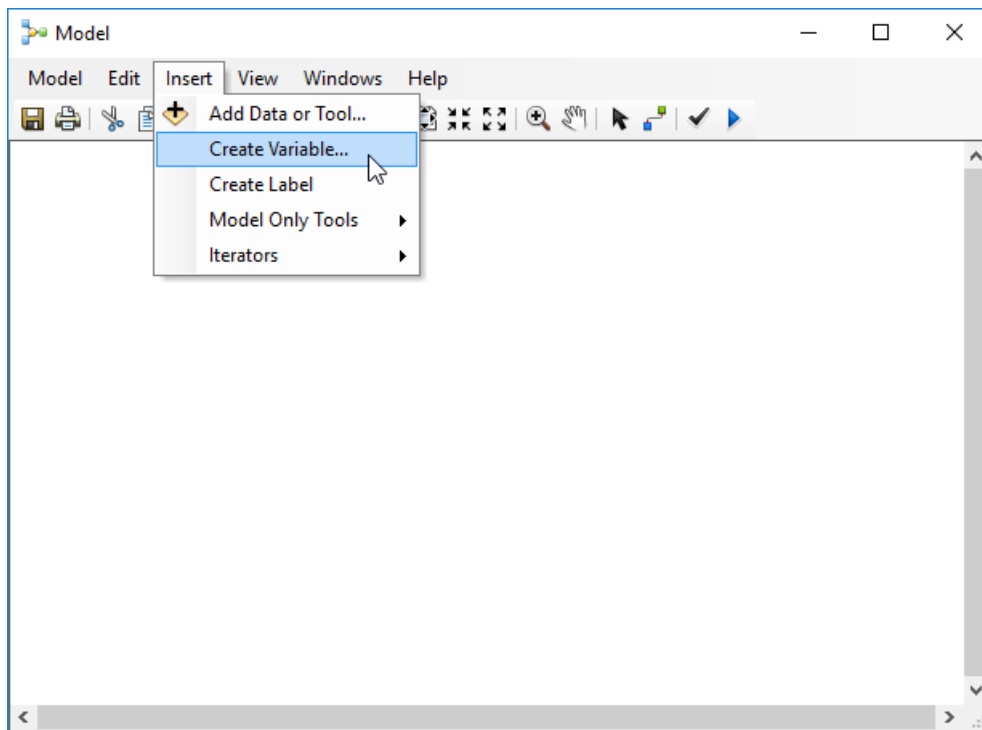 Model
Model Edit Insert View Windows Help
Add Data or Tool...
Create Variable...
Create Label
Model Only Tools
Iterators